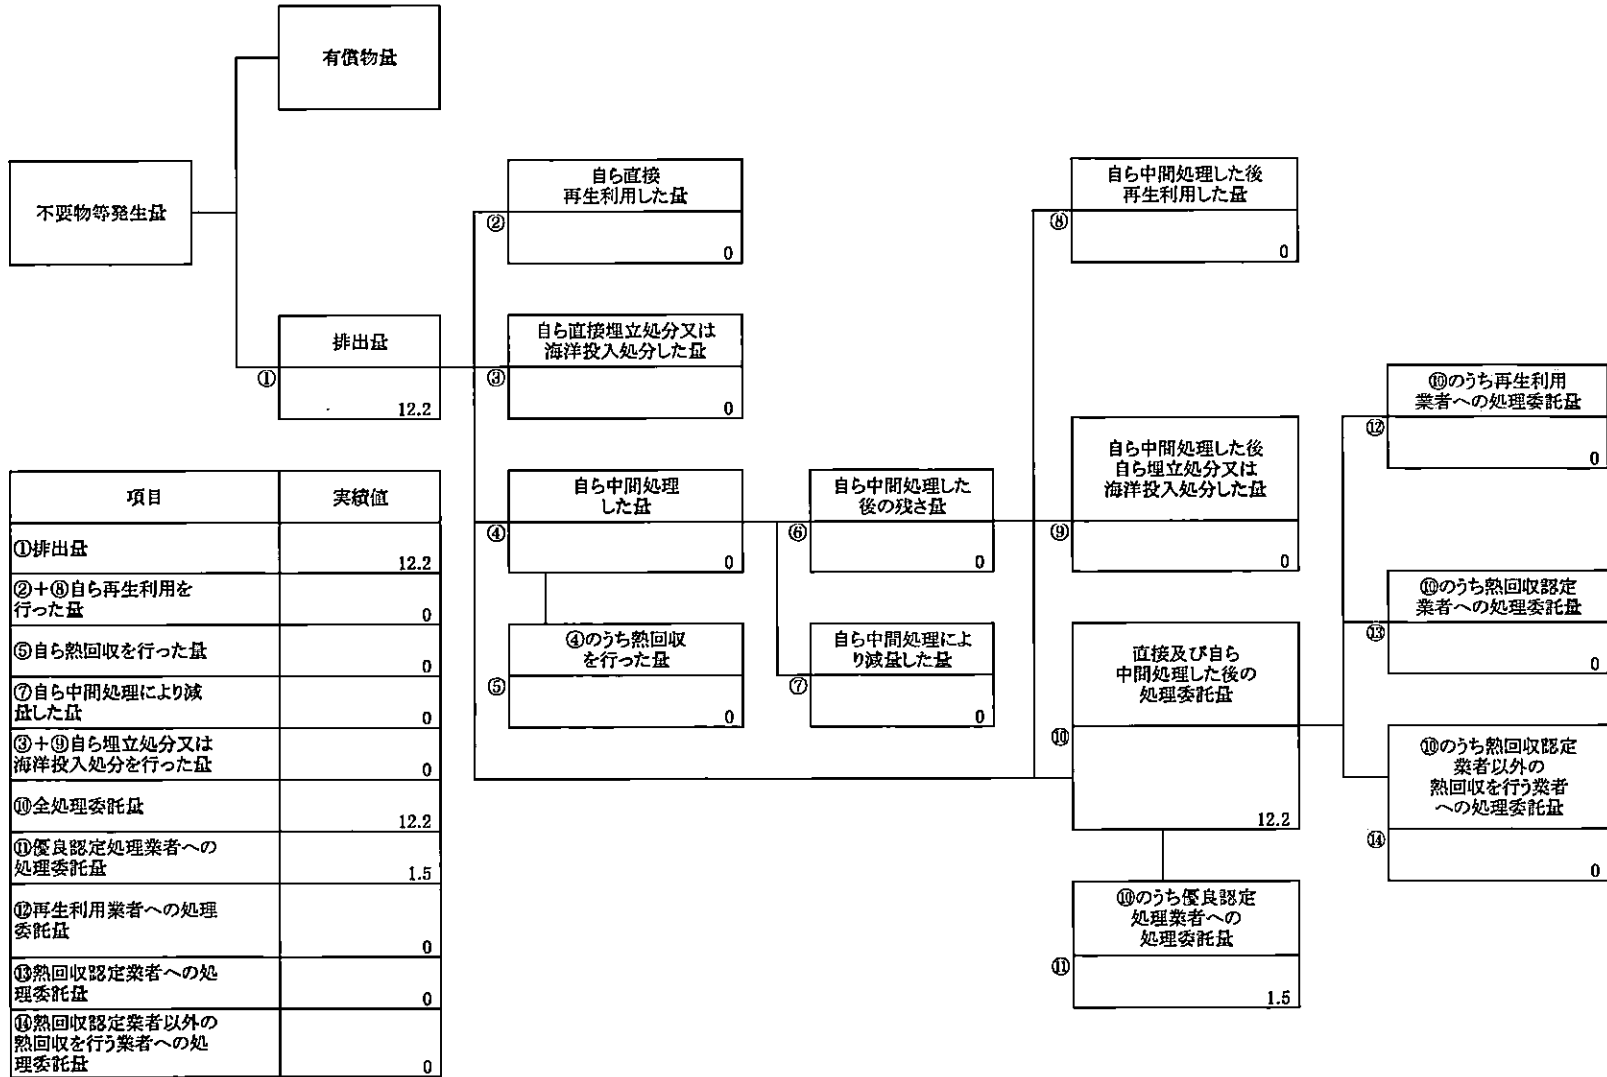 有償物量
不要物等発生量
排出量
①
12.2
自ら直接
再生利用した量
②
0
自ら直接埋立処分又は
海洋投入処分した量
③
0
自ら中間処理
した量
④
0
④のうち熱回収
を行った量
⑤
0
自ら中間処理した
後の残さ量
⑥
0
自ら中間処理によ
り減量した量
⑦
0
自ら中間処理した後
再生利用した量
⑧
0
自ら中間処理した後
自ら埋立処分又は
海洋投入処分した量
⑨
0
直接及び自ら
中間処理した後の
処理委託量
⑩
12.2
⑩のうち優良認定
処理業者への
処理委託量
⑪
1.5
⑩のうち再生利用
業者への処理委託量
⑫
0
⑩のうち熱回収認定
業者への処理委託量
⑬
0
⑩のうち熱回収認定
業者以外の
熱回収を行う業者
への処理委託量
⑭
0
項目 実績値
①排出量
12.2
②+⑧自ら再生利用を
行った量
0
⑤自ら熱回収を行った量
0
⑦自ら中間処理により減
量した量
0
③+⑨自ら埋立処分又は
海洋投入処分を行った量
0
⑩全処理委託量
12.2
⑪優良認定処理業者への
処理委託量
1.5
⑫再生利用業者への処理
委託量
0
⑬熱回収認定業者への処
理委託量
0
⑭熱回収認定業者以外の
熱回収を行う業者への処
理委託量
0